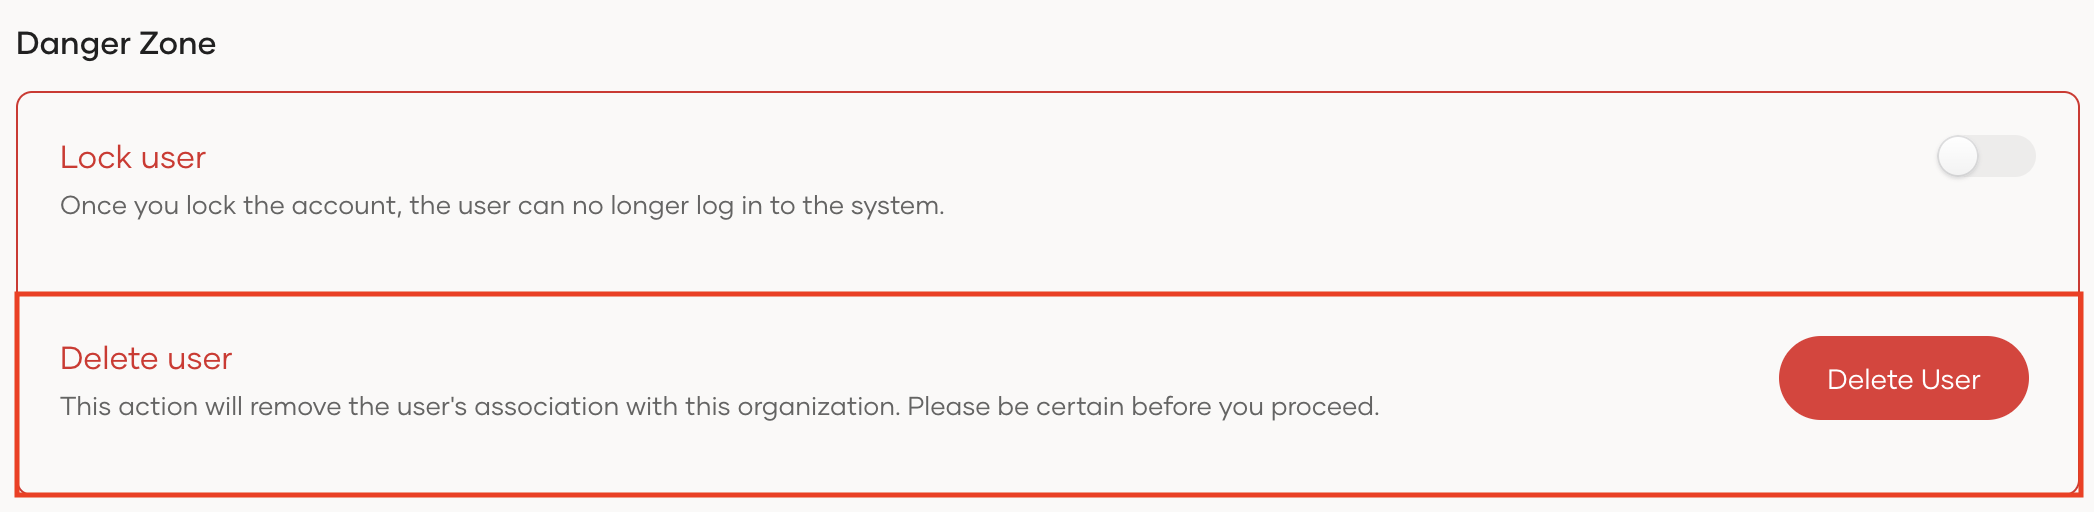 Danger Zone
Lock user
Once you lock the account, the user can no longer log in to the system.
Delete user
This action will remove the user's association with this organization. Please be certain before you proceed.
Delete User